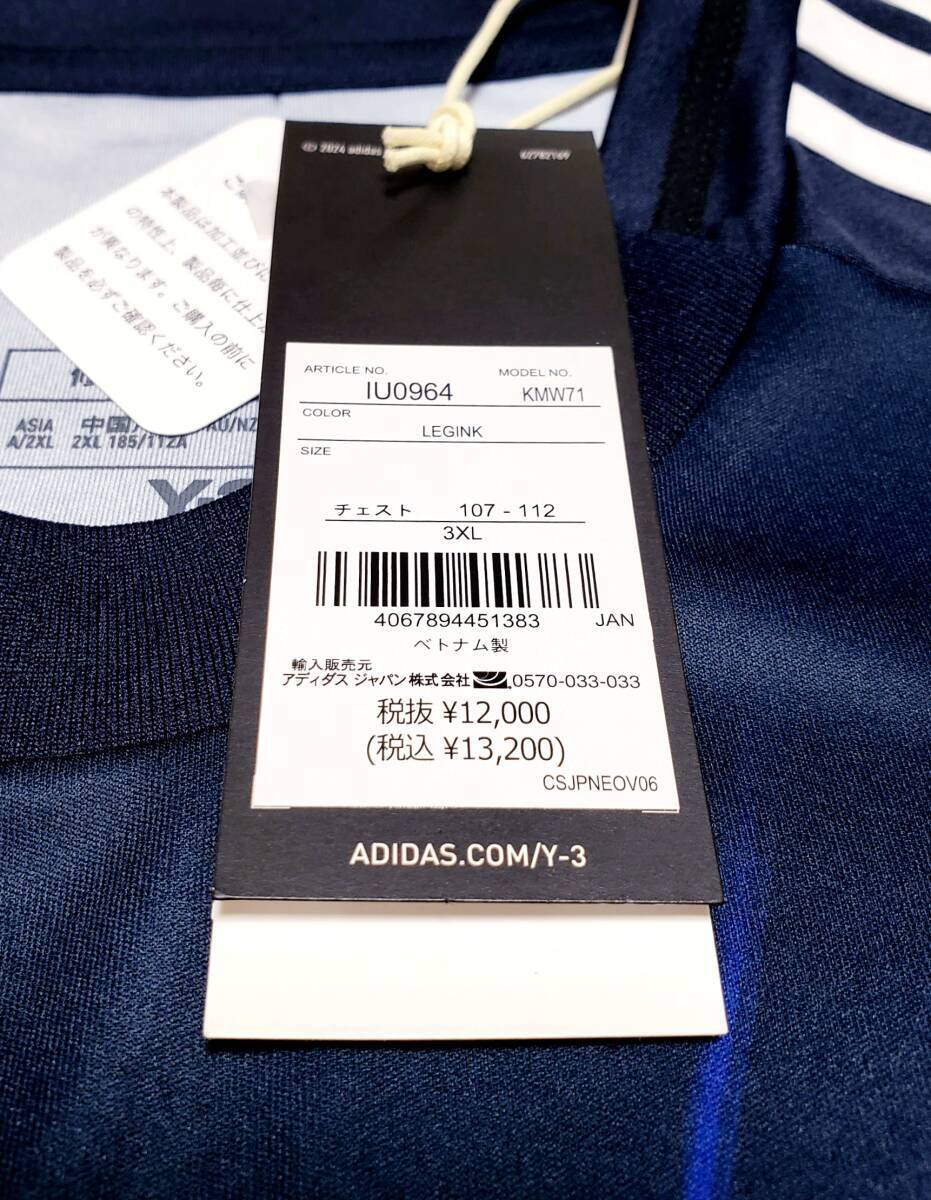 © 2024 adidas
62782169
本製品は加工並びに
の特性上、製品毎に仕上
が異なります。ご購入の前に
製品を必ずご確認ください。
ASIA
A/2XL
中国
2XL 185/112A
AU/NZ
ARTICLE NO.
IU0964
MODEL NO.
KMW71
COLOR
LEGINK
SIZE
チェスト 107 - 112
3XL
4067894451383 JAN
ベトナム製
輸入販売元
アディダス ジャパン株式会社 0570-033-033
税抜 ¥12,000
(税込 ¥13,200)
CSJPNEOV06
ADIDAS.COM/Y-3